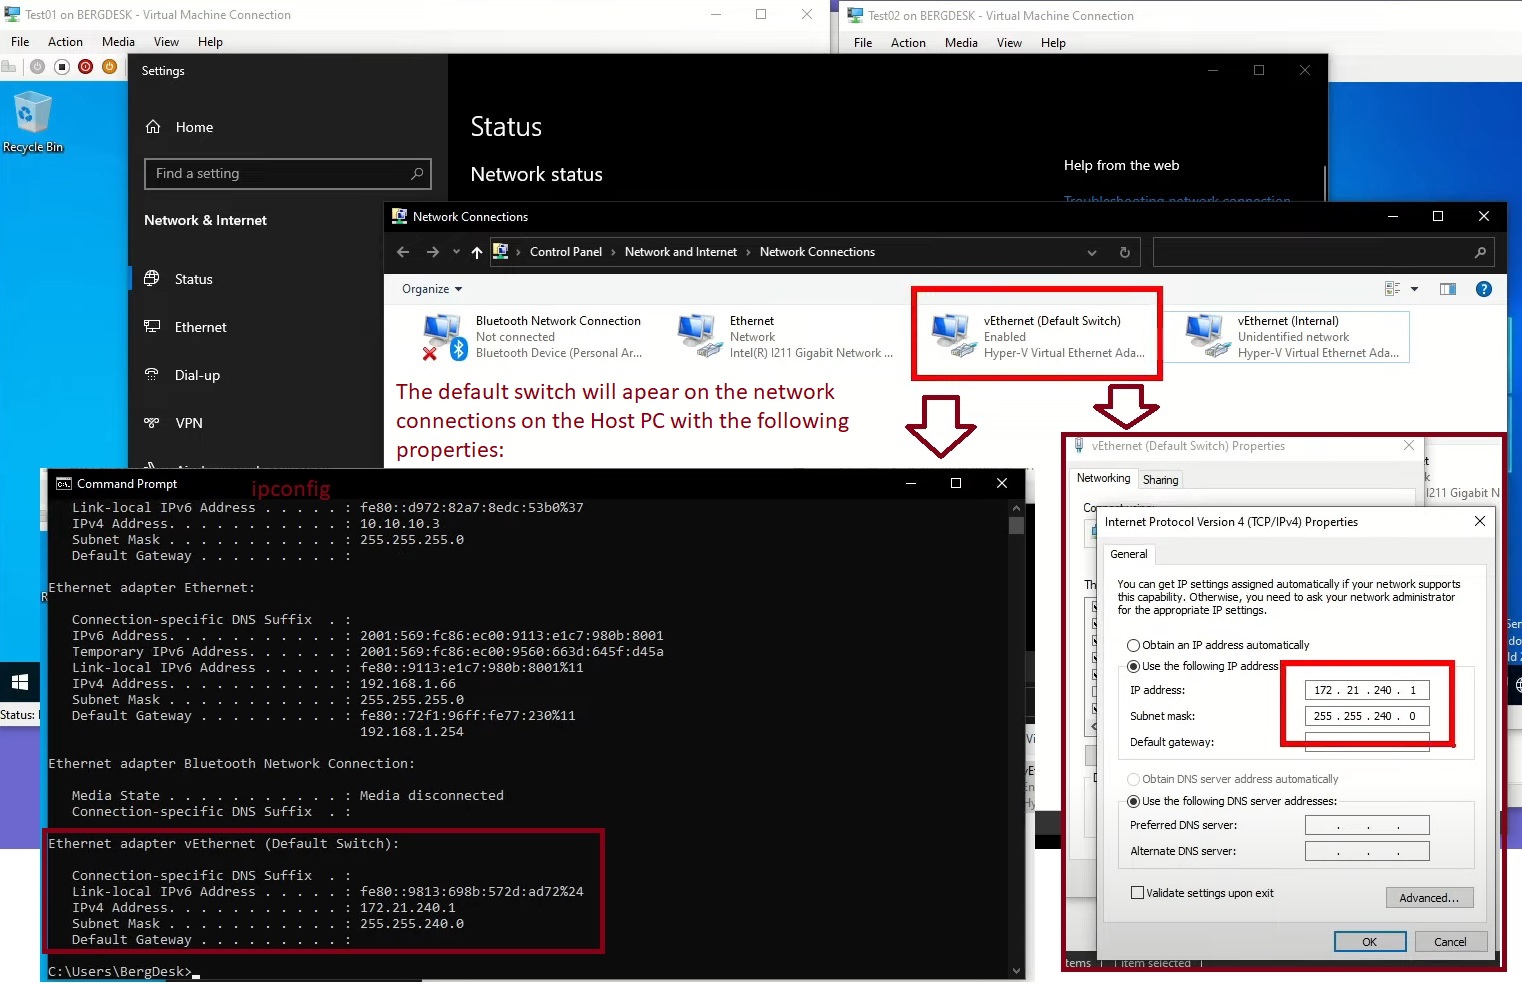 Test01 on BERGDESK - Virtual Machine Connection
File Action Media View Help
Test02 on BERGDESK - Virtual Machine Connection
File Action Media View Help
Recycle Bin
Settings
Home
Find a setting
Network & Internet
Status
Ethernet
Dial-up
VPN
Status
Network status
Help from the web
Troubleshooting network connection
Network Connections
Control Panel › Network and Internet › Network Connections
Organize
Bluetooth Network Connection
Not connected
Bluetooth Device (Personal Ar...
Ethernet
Network
Intel(R) I211 Gigabit Network ...
vEthernet (Default Switch)
Enabled
Hyper-V Virtual Ethernet Ada...
vEthernet (Internal)
Unidentified network
Hyper-V Virtual Ethernet Ada...
The default switch will apear on the network
connections on the Host PC with the following
properties:
Command Prompt
ipconfig
Link-local IPv6 Address . . . . . : fe80::d972:82a7:8edc:53b0%37
IPv4 Address. . . . . . . . . . . : 10.10.10.3
Subnet Mask . . . . . . . . . . . : 255.255.255.0
Default Gateway . . . . . . . . . :
Ethernet adapter Ethernet:
Connection-specific DNS Suffix . :
IPv6 Address. . . . . . . . . . . : 2001:569:fc86:ec00:9113:e1c7:980b:8001
Temporary IPv6 Address. . . . . . : 2001:569:fc86:ec00:9560:663d:645f:d45a
Link-local IPv6 Address . . . . . : fe80::9113:e1c7:980b:8001%11
IPv4 Address. . . . . . . . . . . : 192.168.1.66
Subnet Mask . . . . . . . . . . . : 255.255.255.0
Default Gateway . . . . . . . . . : fe80::72f1:96ff:fe77:230%11
192.168.1.254
Ethernet adapter Bluetooth Network Connection:
Media State . . . . . . . . . . . : Media disconnected
Connection-specific DNS Suffix . :
Ethernet adapter vEthernet (Default Switch):
Connection-specific DNS Suffix . :
Link-local IPv6 Address . . . . . : fe80::9813:698b:572d:ad72%24
IPv4 Address. . . . . . . . . . . : 172.21.240.1
Subnet Mask . . . . . . . . . . . : 255.255.240.0
Default Gateway . . . . . . . . . :
C:\Users\BergDesk>
Status:
vEthernet (Default Switch) Properties
Networking Sharing
I211 Gigabit N
Internet Protocol Version 4 (TCP/IPv4) Properties
General
You can get IP settings assigned automatically if your network supports
this capability. Otherwise, you need to ask your network administrator
for the appropriate IP settings.
Obtain an IP address automatically
Use the following IP address
IP address: 172 . 21 . 240 . 1
Subnet mask: 255 . 255 . 240 . 0
Default gateway:
Obtain DNS server address automatically
Use the following DNS server addresses:
Preferred DNS server: . . .
Alternate DNS server: . . .
Validate settings upon exit
Advanced...
OK Cancel
item selected